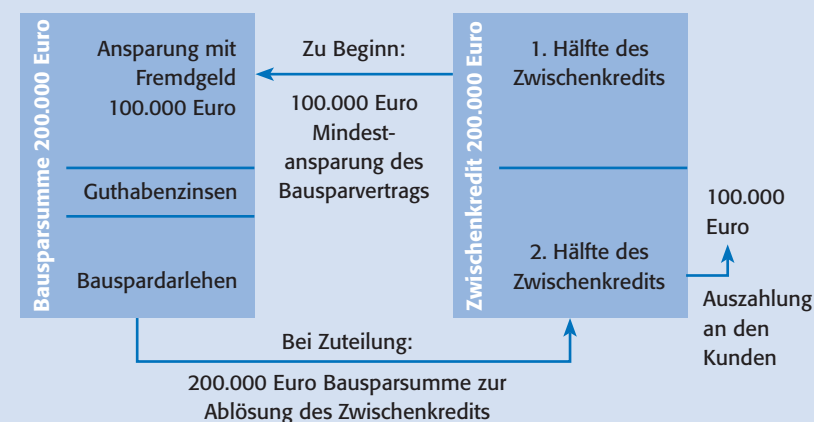 Bausparsumme 200.000 Euro
Ansparung mit
Fremdgeld
100.000 Euro
Guthabenzinsen
Bauspardarlehen
Zu Beginn:
100.000 Euro
Mindest-
ansparung des
Bausparvertrags
Zwischenkredit 200.000 Euro
1. Hälfte des
Zwischenkredits
2. Hälfte des
Zwischenkredits
100.000
Euro
Auszahlung
an den
Kunden
Bei Zuteilung:
200.000 Euro Bausparsumme zur
Ablösung des Zwischenkredits